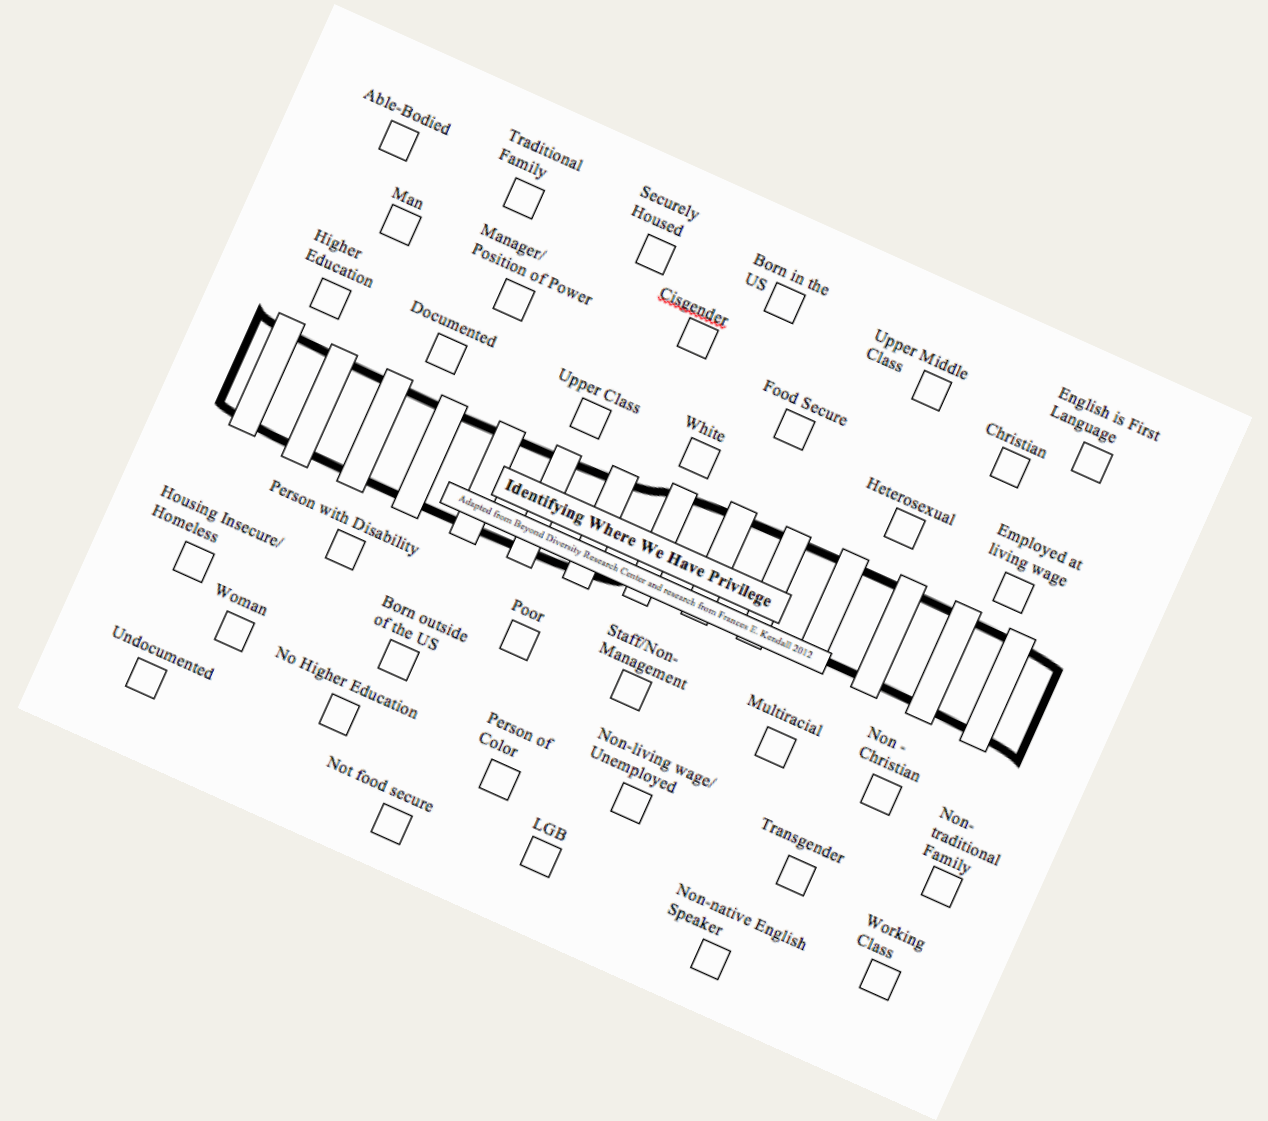 Able-Bodied
Traditional
Family
Securely
Housed
Born in the
US
Man
Manager/
Position of Power
Cisgender
Upper Middle
Class
English is First
Language
Higher
Education
Documented
Upper Class
White
Food Secure
Christian
Heterosexual
Employed at
living wage
Identifying Where We Have Privilege
Adapted from Beyond Diversity Research Center and research from Frances E. Kendall 2012
Housing Insecure/
Homeless
Person with Disability
Woman
Born outside
of the US
Poor
Staff/Non-
Management
Undocumented
No Higher Education
Multiracial
Non -
Christian
Person of
Color
Non-living wage/
Unemployed
Not food secure
LGB
Transgender
Non-
traditional
Family
Non-native English
Speaker
Working
Class